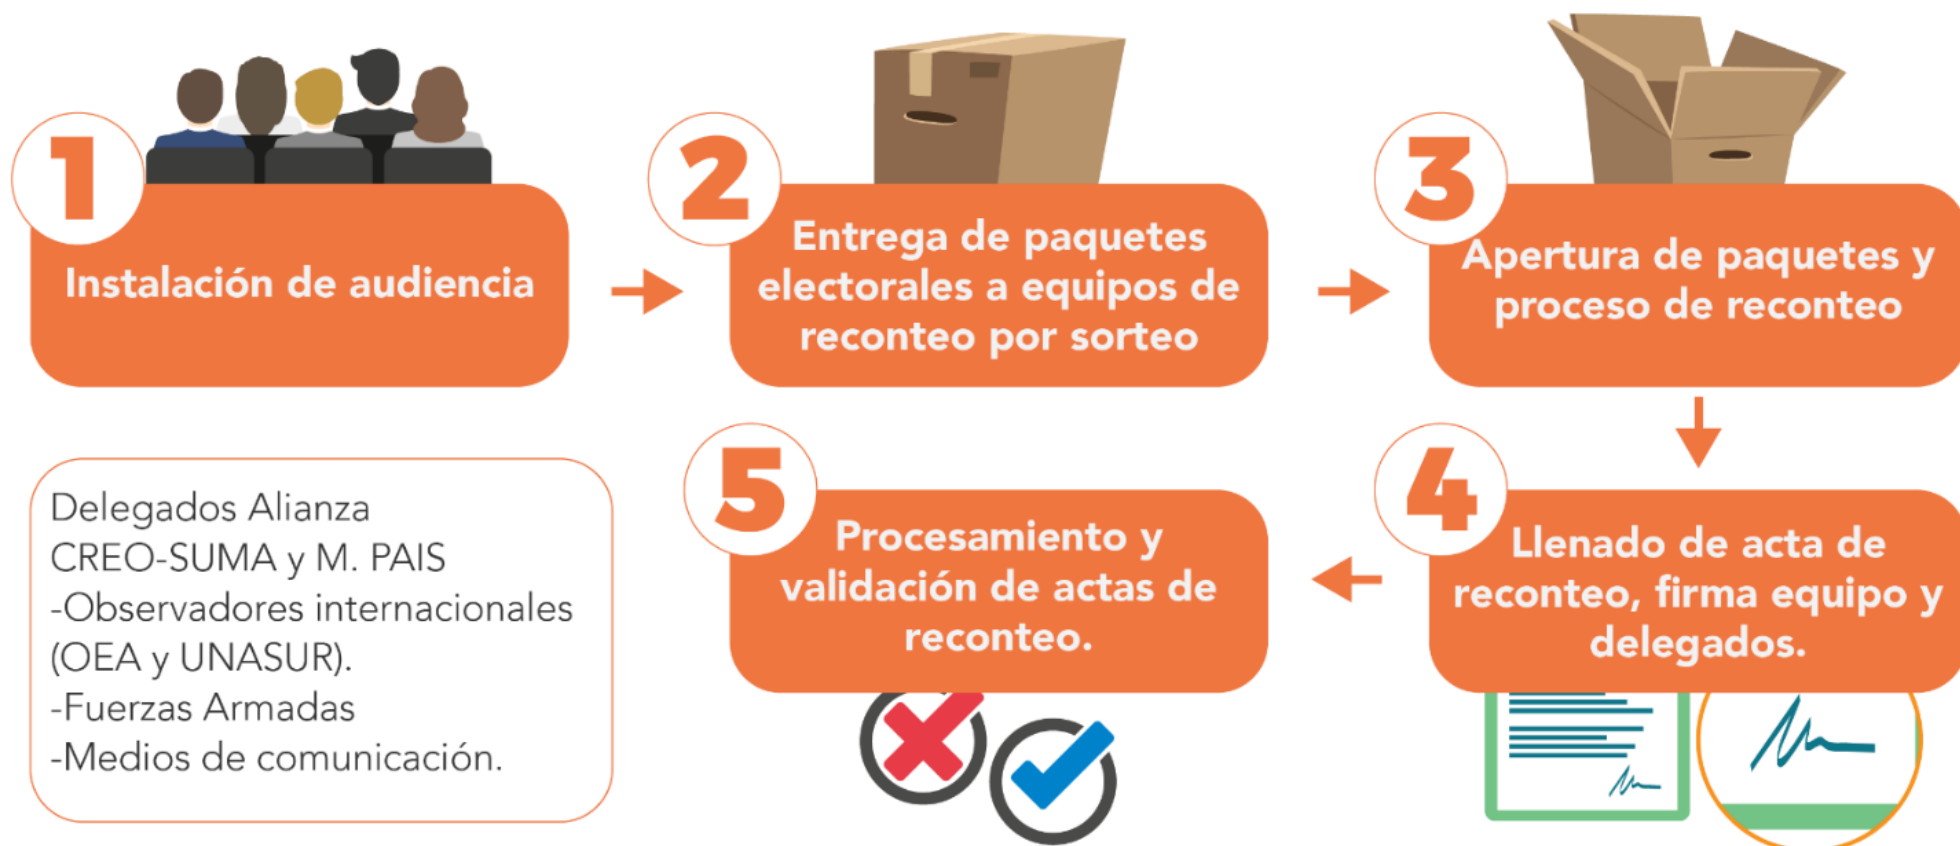 1
Instalación de audiencia
2
Entrega de paquetes
electorales a equipos de
reconteo por sorteo
3
Apertura de paquetes y
proceso de reconteo
4
Llenado de acta de
reconteo, firma equipo y
delegados.
5
Procesamiento y
validación de actas de
reconteo.
Delegados Alianza
CREO-SUMA y M. PAIS
-Observadores internacionales
(OEA y UNASUR).
-Fuerzas Armadas
-Medios de comunicación.